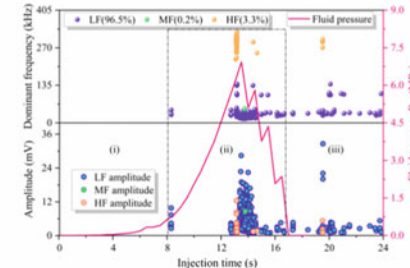 LF(96.5%) MF(0.2%) HF(3.3%) Fluid pressure
Dominant frequency (kHz)
405
270
135
0
9.0
7.5
6.0
4.5
3.0
1.5
0.0
Amplitude (mV)
36
24
12
0
(i) (ii) (iii)
LF amplitude
MF amplitude
HF amplitude
0 4 8 12 16 20 24
Injection time (s)